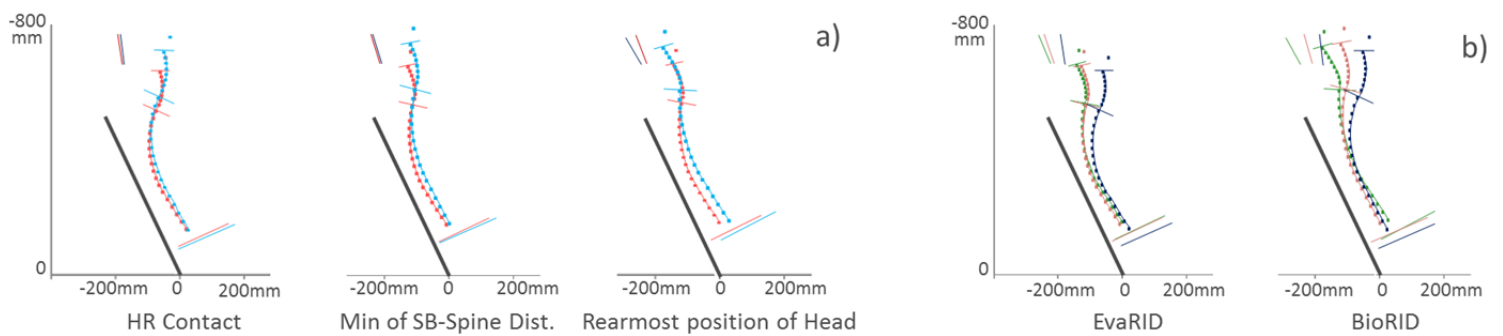 -800
mm
0
-200mm 0 200mm
HR Contact
-200mm 0 200mm
Min of SB-Spine Dist.
a)
-200mm 0 200mm
Rearmost position of Head
-800
mm
0
-200mm 0 200mm
EvaRID
b)
-200mm 0 200mm
BioRID